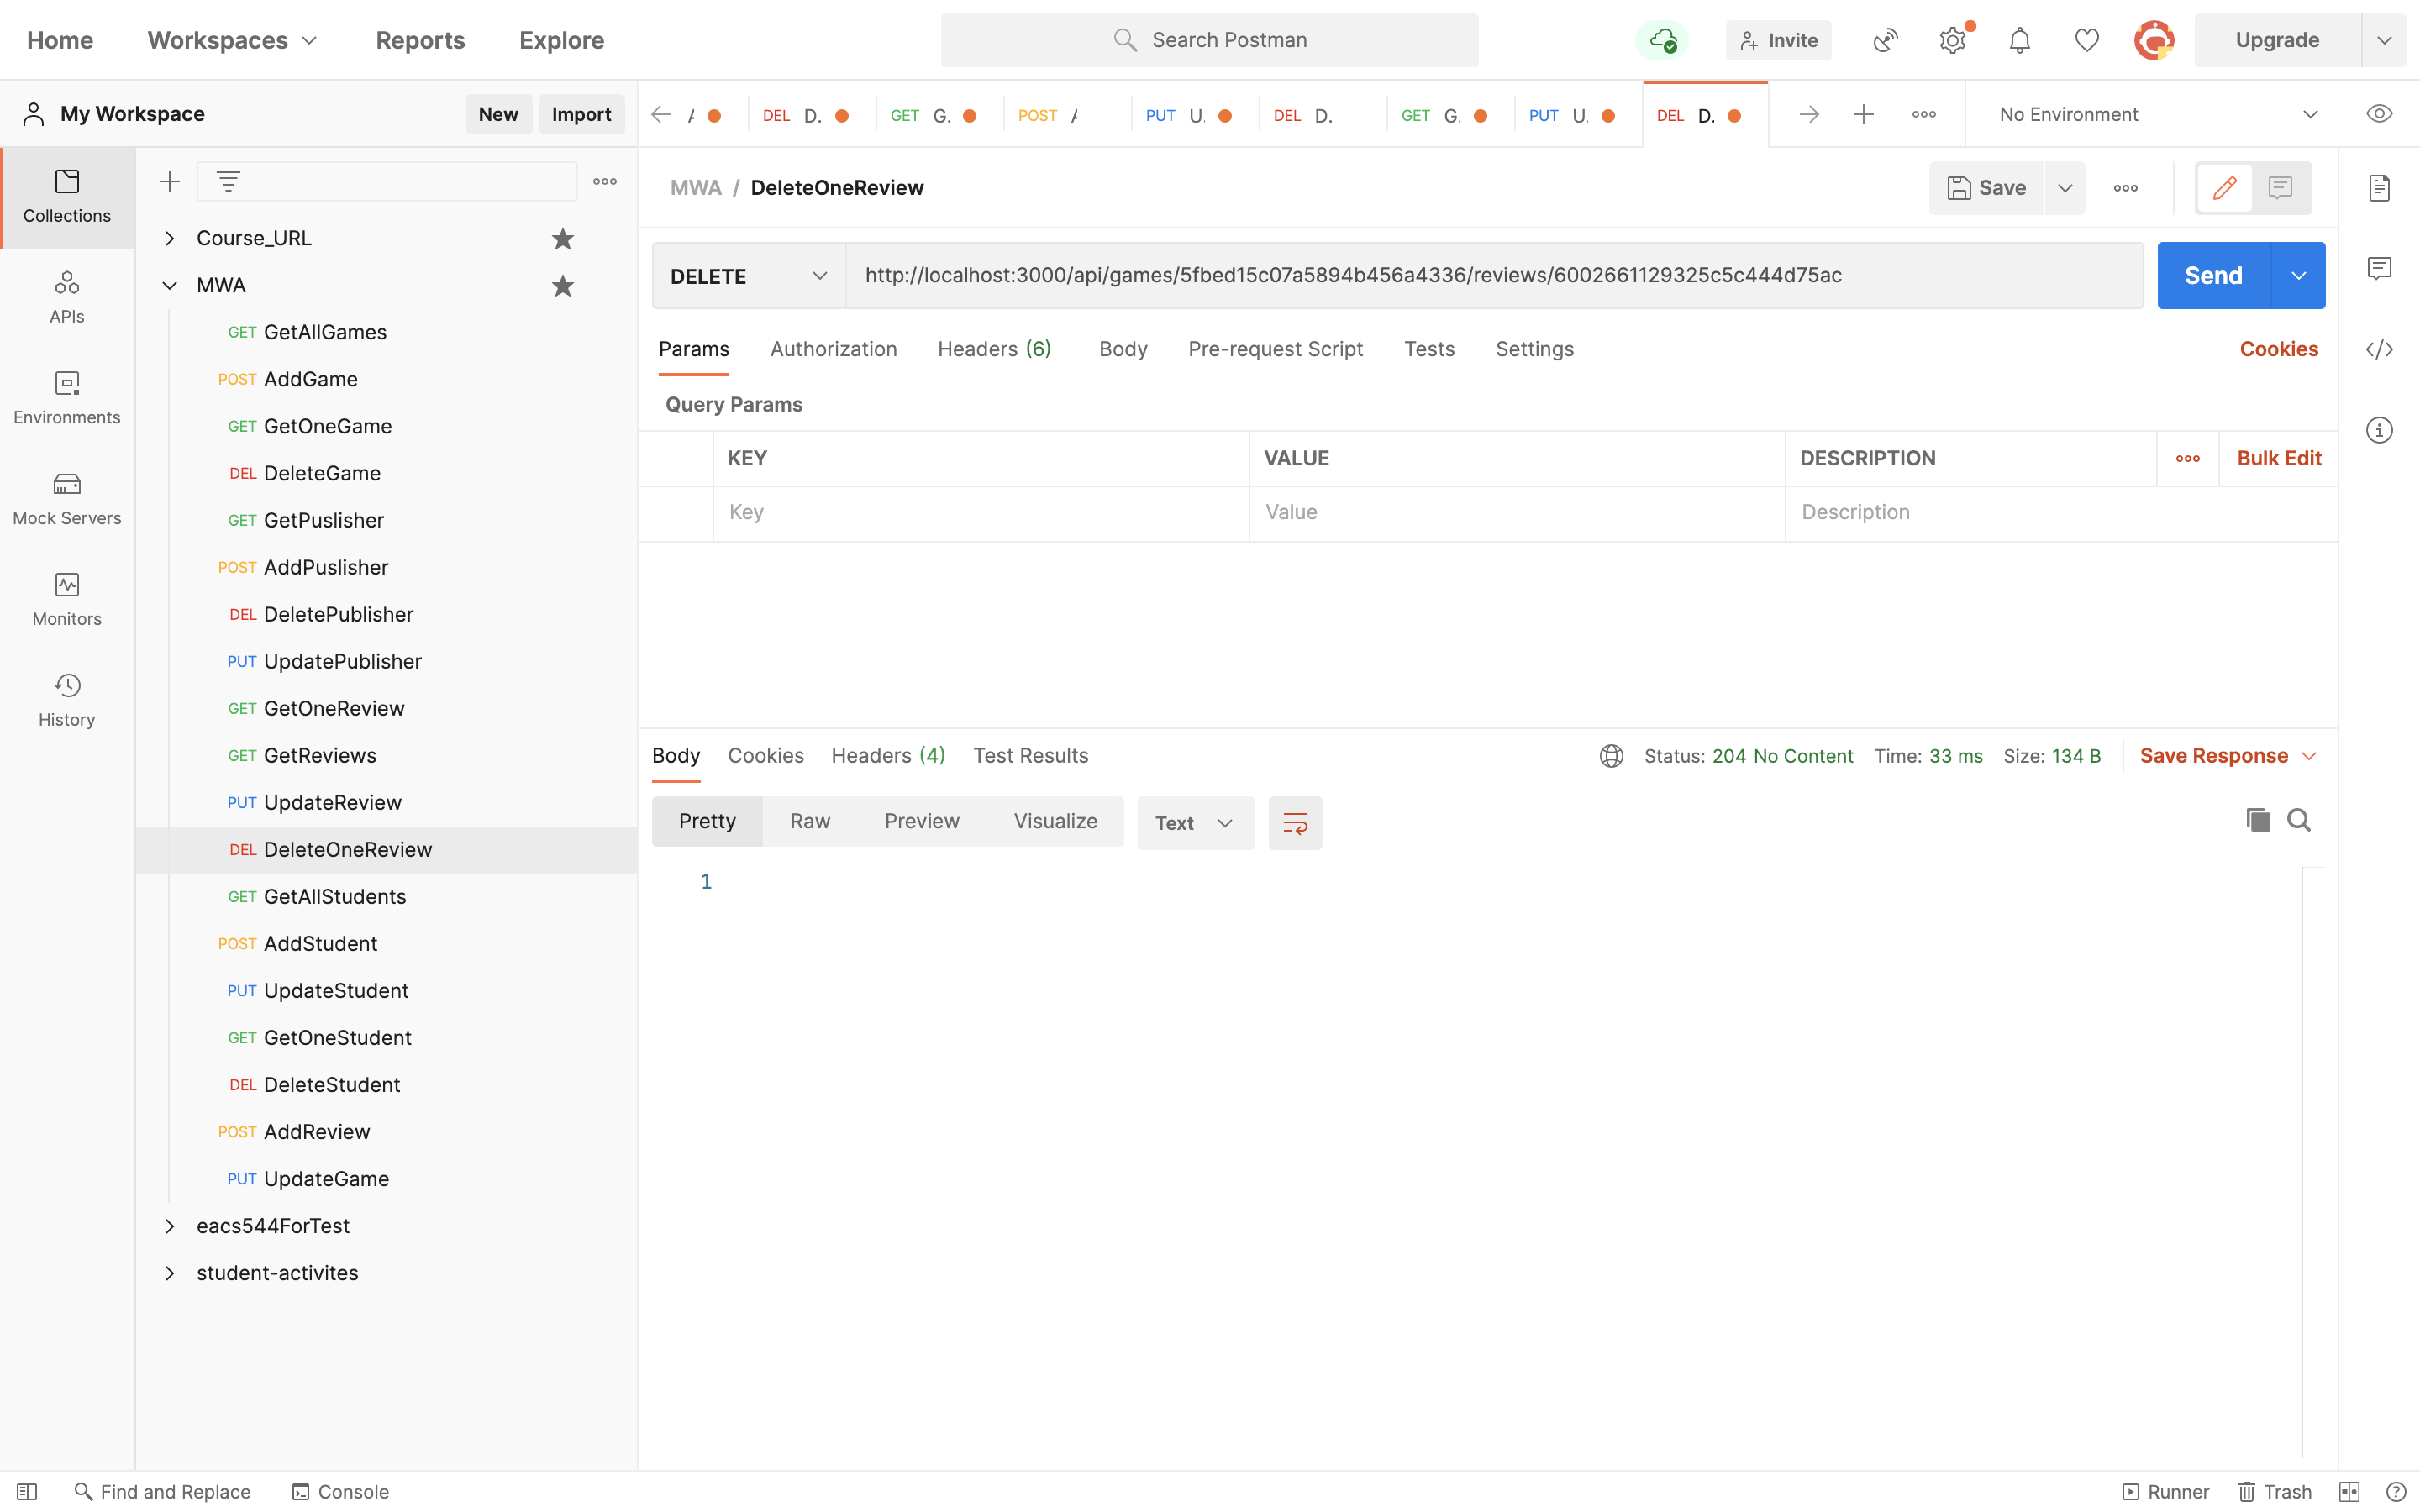 Home Workspaces Reports Explore Search Postman Invite Upgrade
My Workspace New Import
A DEL D. GET G. POST A PUT U. DEL D. GET G. PUT U. DEL D. No Environment
Collections
APIs
Environments
Mock Servers
Monitors
History
Course_URL
MWA
GET GetAllGames
POST AddGame
GET GetOneGame
DEL DeleteGame
GET GetPuslisher
POST AddPuslisher
DEL DeletePublisher
PUT UpdatePublisher
GET GetOneReview
GET GetReviews
PUT UpdateReview
DEL DeleteOneReview
GET GetAllStudents
POST AddStudent
PUT UpdateStudent
GET GetOneStudent
DEL DeleteStudent
POST AddReview
PUT UpdateGame
eacs544ForTest
student-activites
MWA / DeleteOneReview Save
DELETE http://localhost:3000/api/games/5fbed15c07a5894b456a4336/reviews/6002661129325c5c444d75ac Send
Params Authorization Headers (6) Body Pre-request Script Tests Settings Cookies
Query Params
KEY VALUE DESCRIPTION Bulk Edit
Key Value Description
Body Cookies Headers (4) Test Results Status: 204 No Content Time: 33 ms Size: 134 B Save Response
Pretty Raw Preview Visualize Text
1
Find and Replace Console Runner Trash